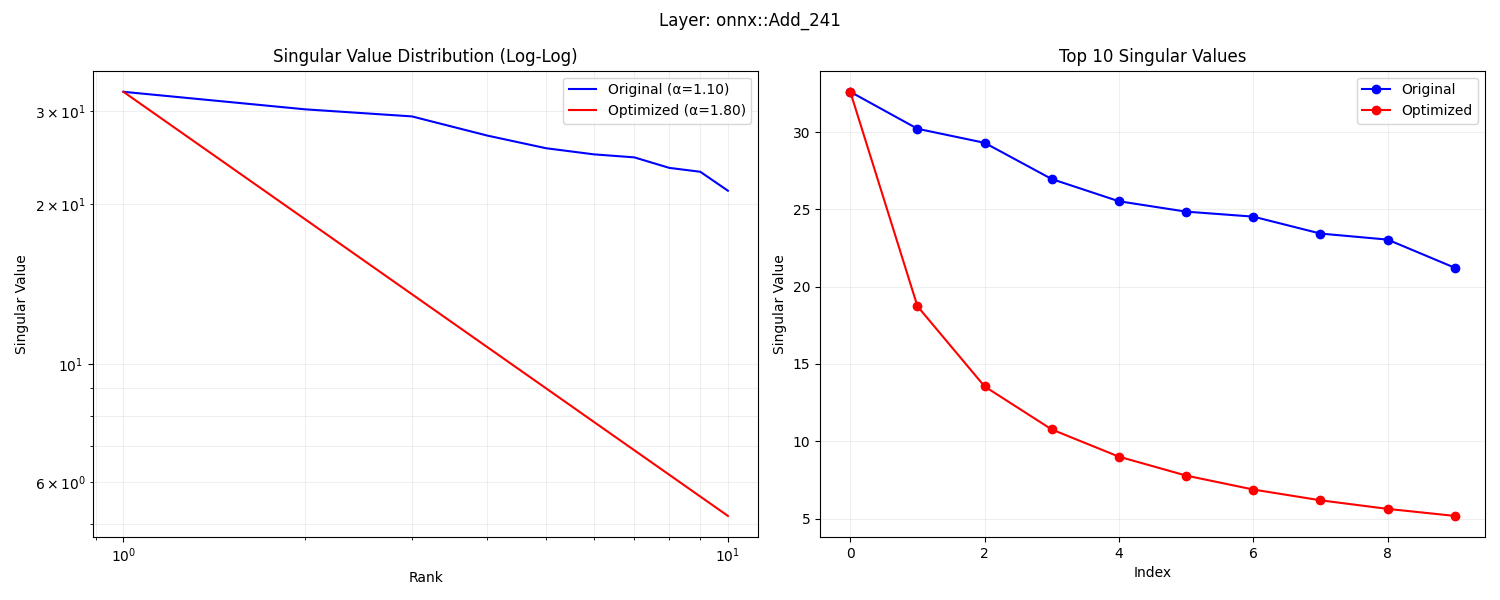 Layer: onnx::Add_241
Singular Value Distribution (Log-Log)
Original (α=1.10)
Optimized (α=1.80)
3 × 10¹
2 × 10¹
10¹
6 × 10⁰
Singular Value
10⁰
10¹
Rank
Top 10 Singular Values
Original
Optimized
30
25
20
15
10
5
Singular Value
0
2
4
6
8
Index